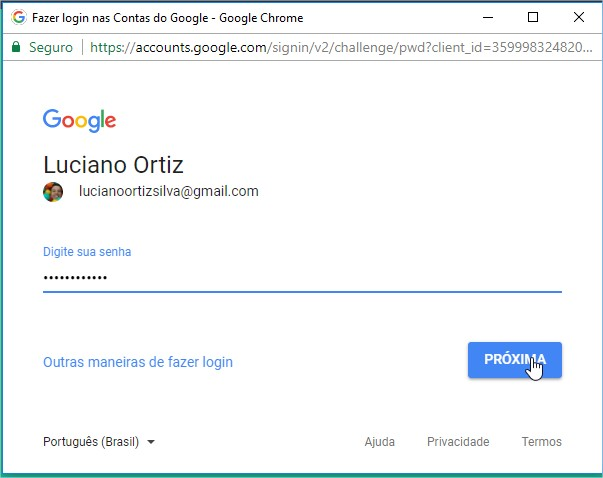 Fazer login nas Contas do Google - Google Chrome
Seguro | https://accounts.google.com/signin/v2/challenge/pwd?client_id=359998324820...
Google
Luciano Ortiz
lucianoortizsilva@gmail.com
Digite sua senha
••••••••••••
Outras maneiras de fazer login
PRÓXIMA
Português (Brasil)
Ajuda Privacidade Termos